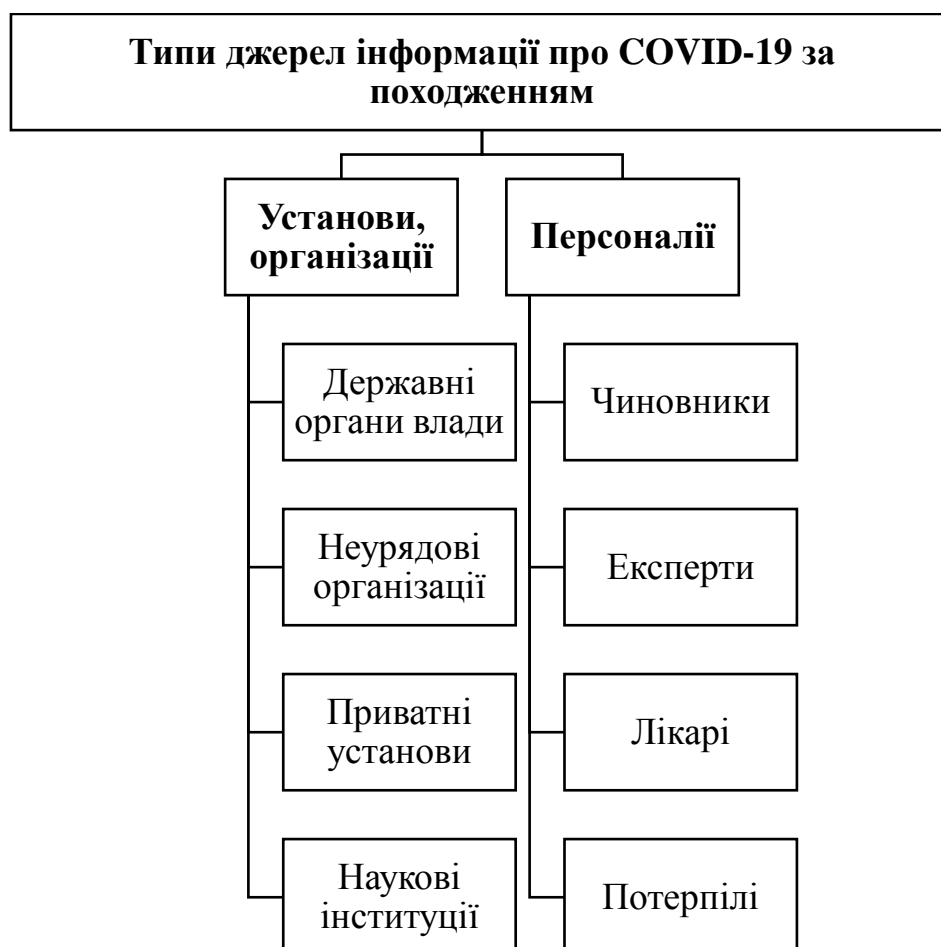 Типи джерел інформації про COVID-19 за
походженням
Установи,
організації
Персоналії
Державні
органи влади
Неурядові
організації
Приватні
установи
Наукові
інституції
Чиновники
Експерти
Лікарі
Потерпілі